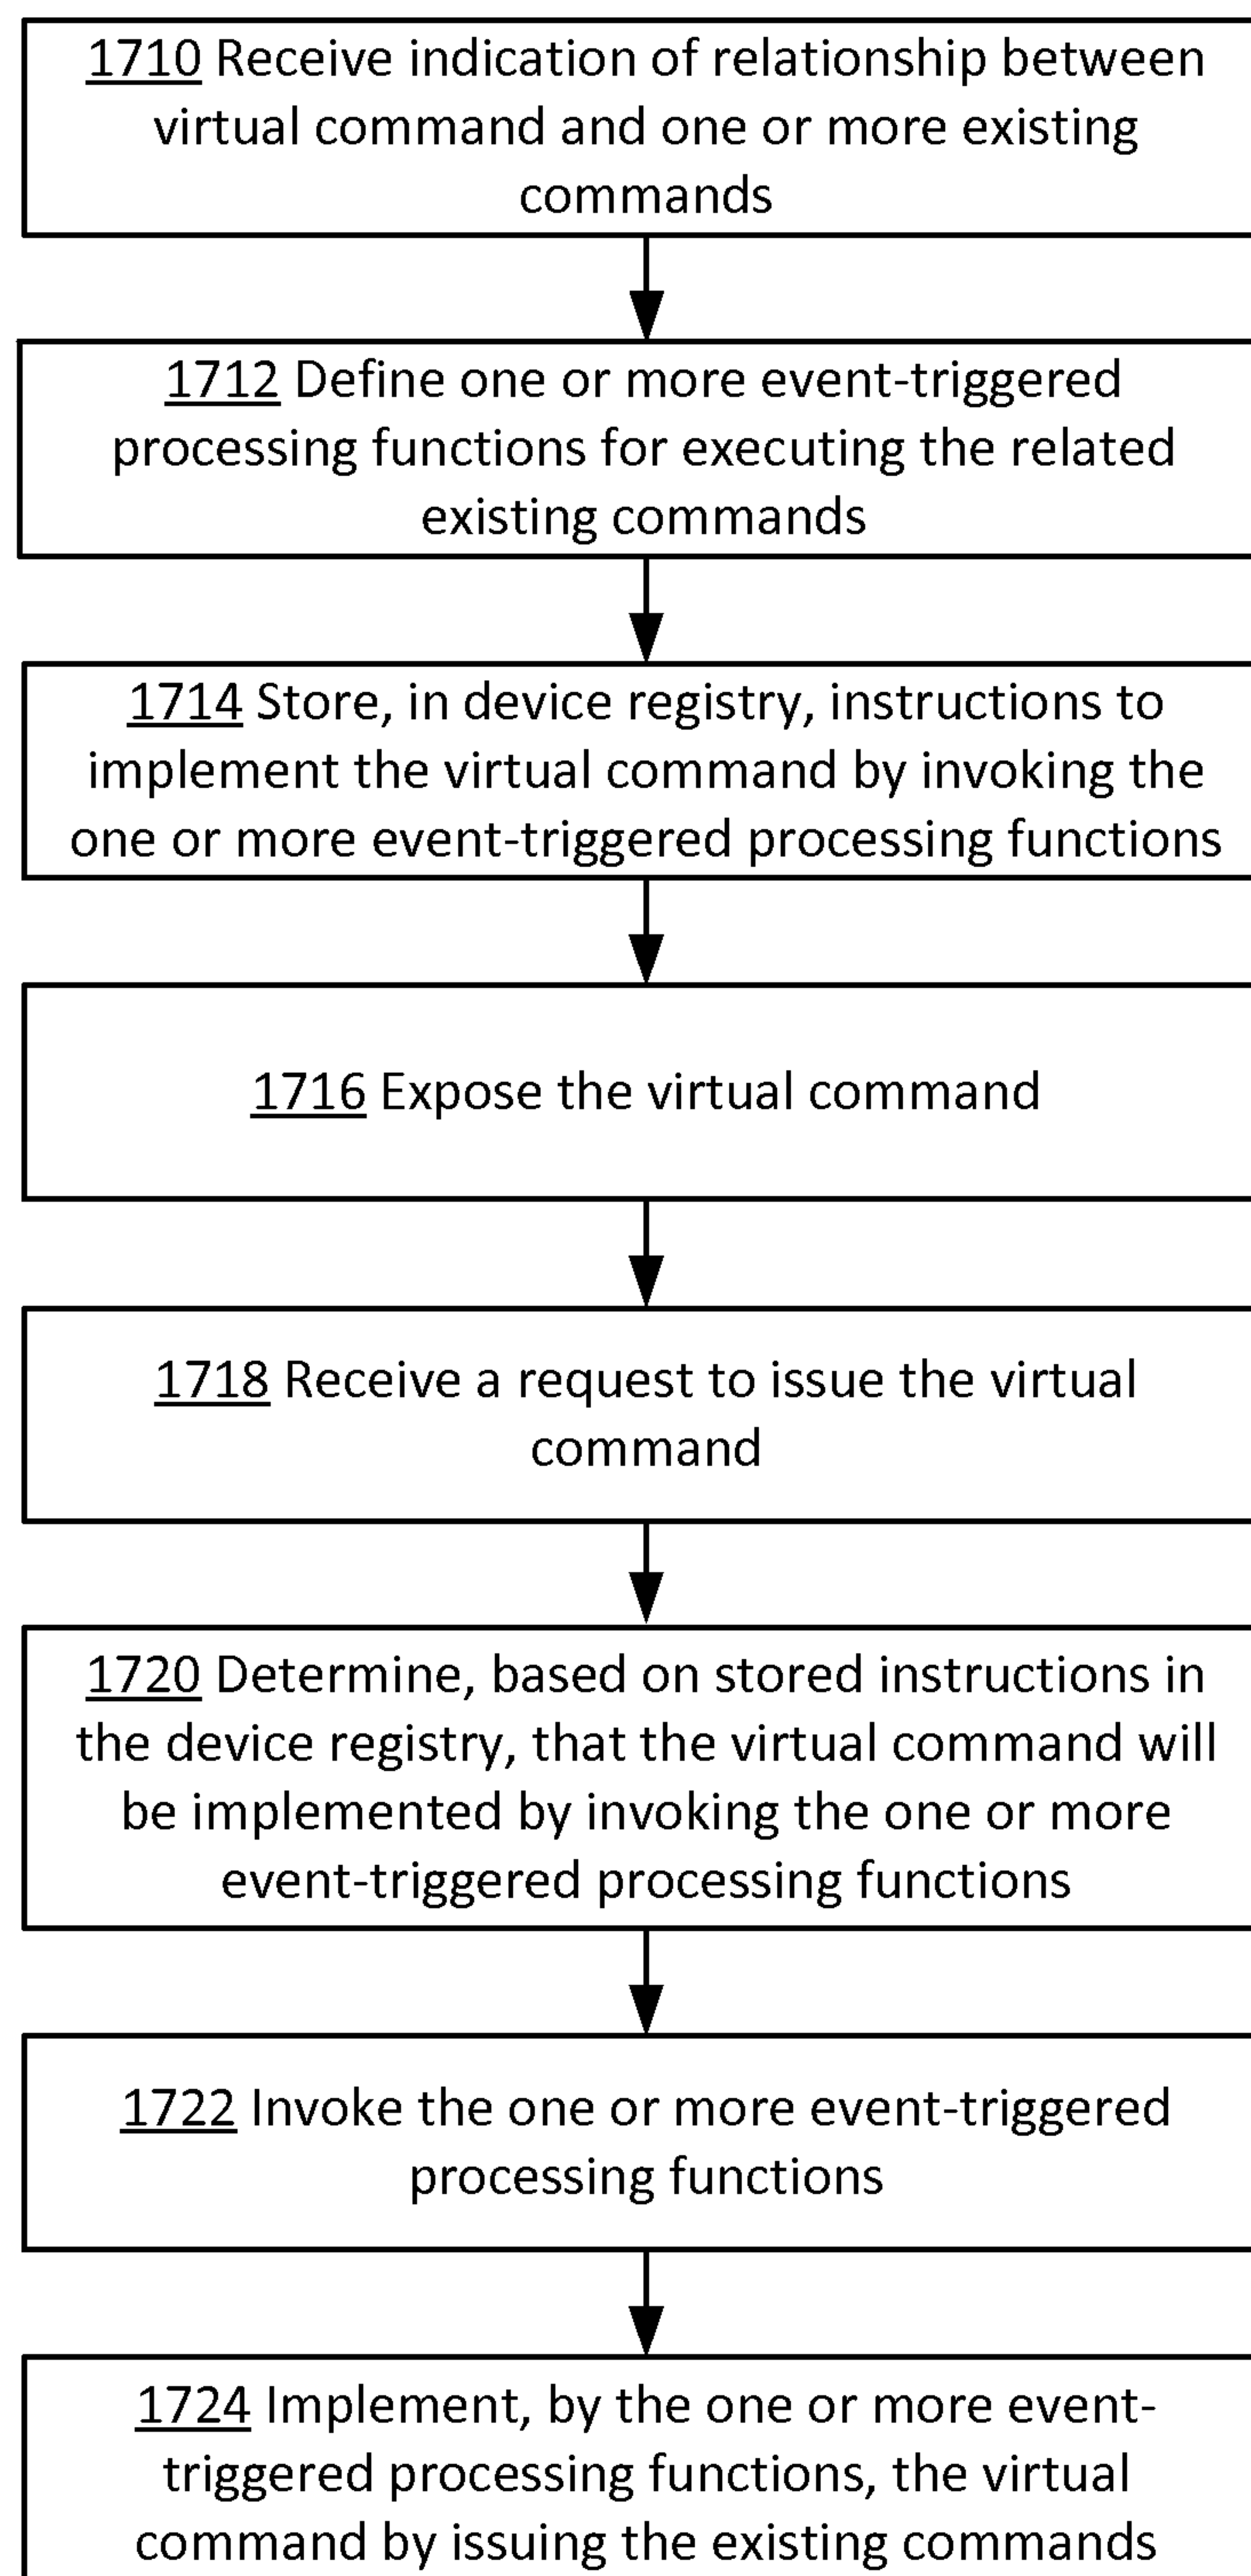 1710 Receive indication of relationship between
virtual command and one or more existing
commands
1712 Define one or more event-triggered
processing functions for executing the related
existing commands
1714 Store, in device registry, instructions to
implement the virtual command by invoking the
one or more event-triggered processing functions
1716 Expose the virtual command
1718 Receive a request to issue the virtual
command
1720 Determine, based on stored instructions in
the device registry, that the virtual command will
be implemented by invoking the one or more
event-triggered processing functions
1722 Invoke the one or more event-triggered
processing functions
1724 Implement, by the one or more event-
triggered processing functions, the virtual
command by issuing the existing commands